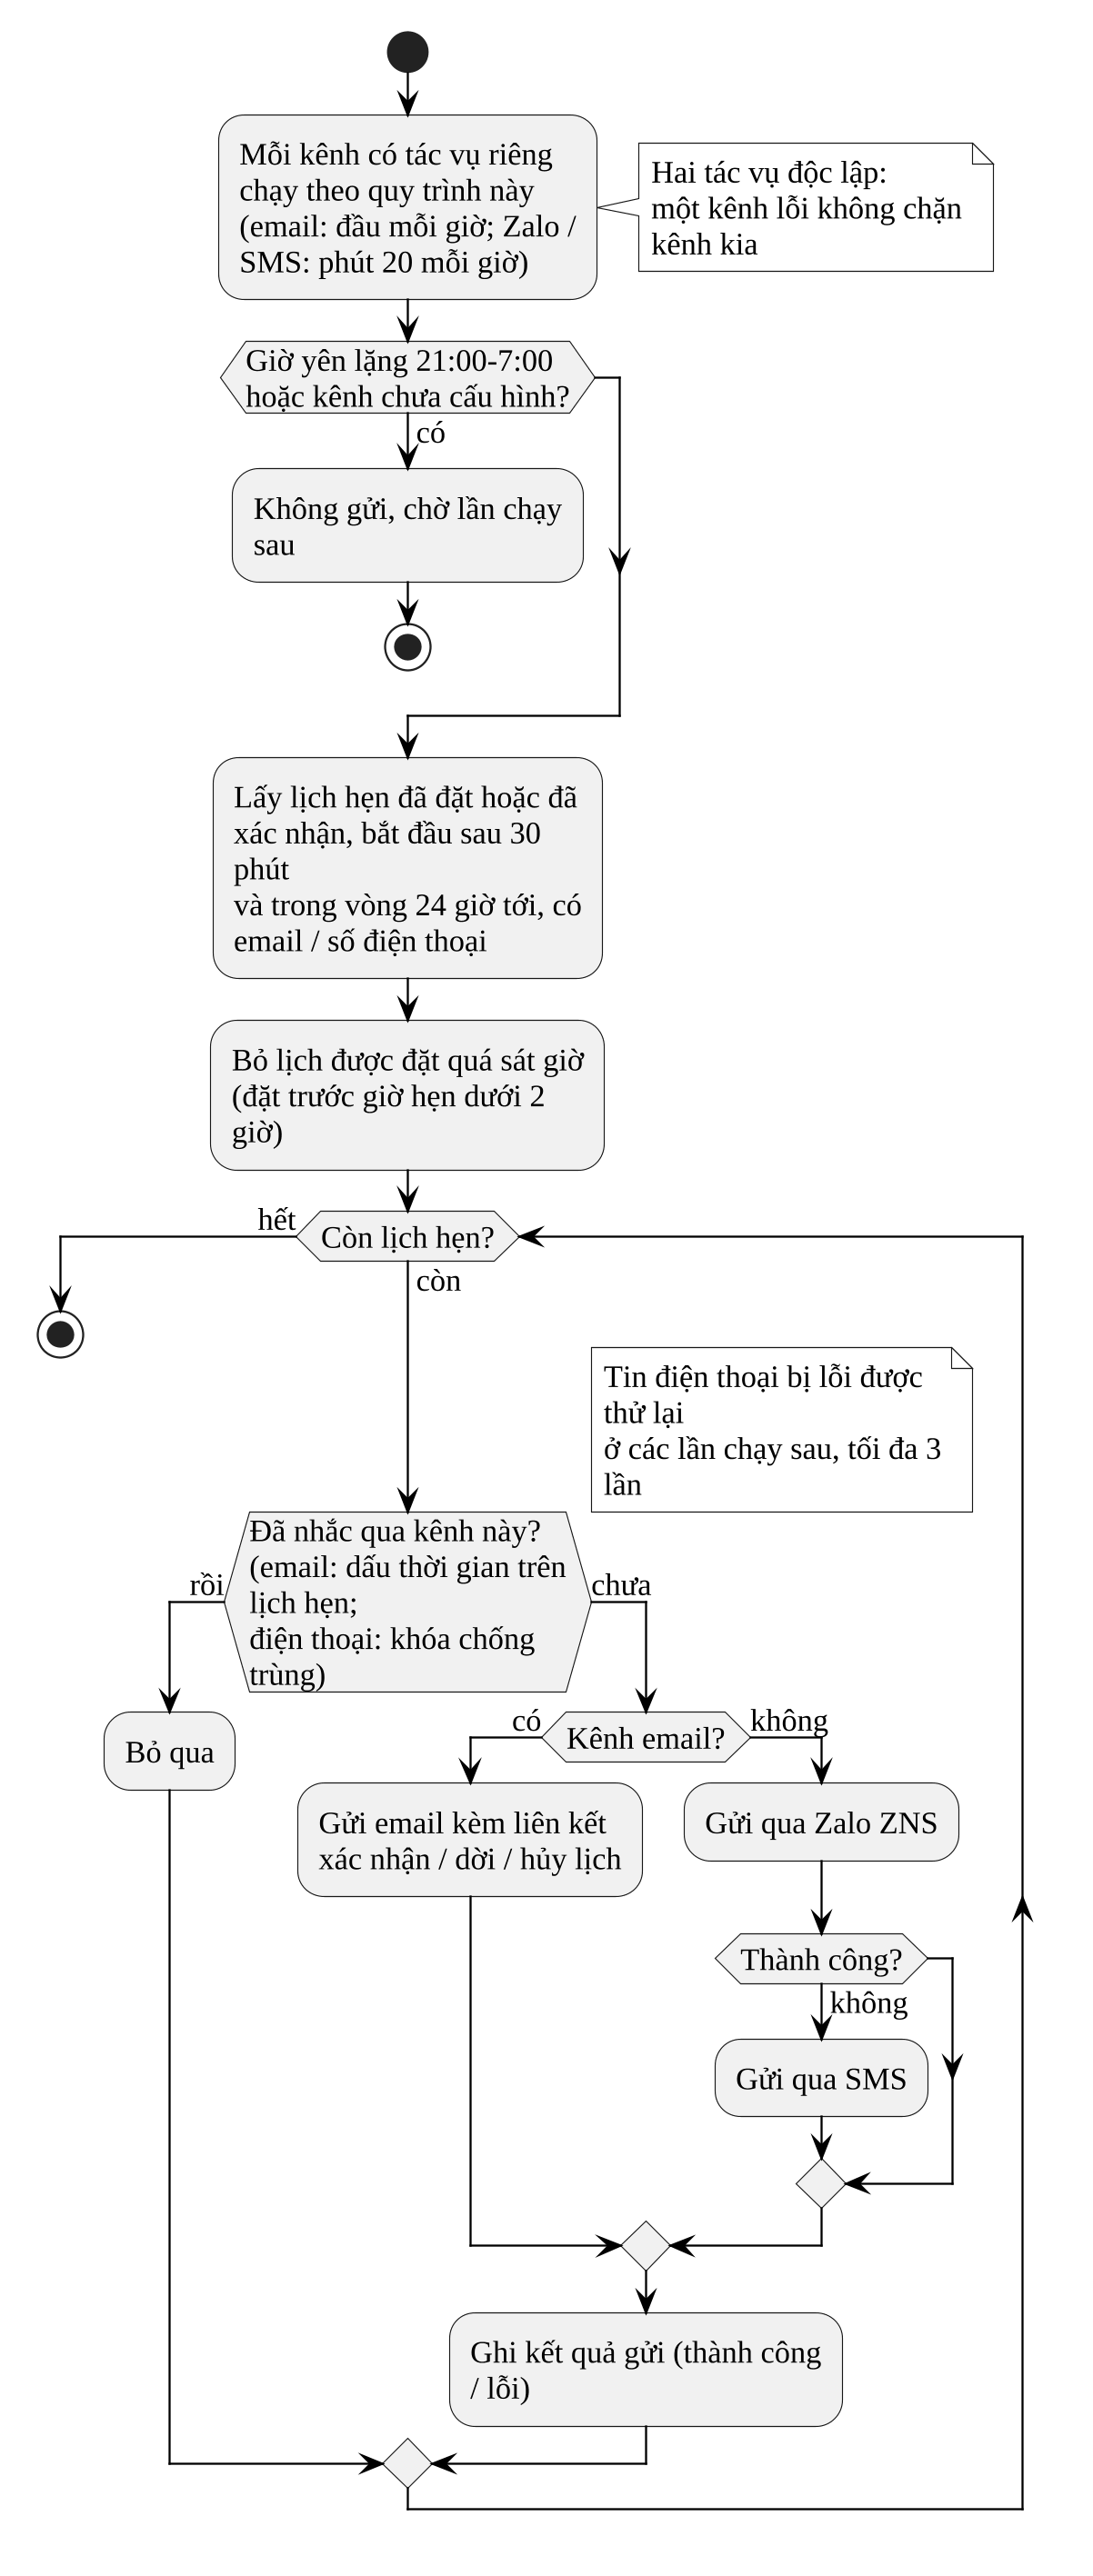 Mỗi kênh có tác vụ riêng
chạy theo quy trình này
(email: đầu mỗi giờ; Zalo /
SMS: phút 20 mỗi giờ)
Hai tác vụ độc lập:
một kênh lỗi không chặn
kênh kia
Giờ yên lặng 21:00-7:00
hoặc kênh chưa cấu hình?
có
Không gửi, chờ lần chạy
sau
Lấy lịch hẹn đã đặt hoặc đã
xác nhận, bắt đầu sau 30
phút
và trong vòng 24 giờ tới, có
email / số điện thoại
Bỏ lịch được đặt quá sát giờ
(đặt trước giờ hẹn dưới 2
giờ)
hết
Còn lịch hẹn?
còn
Tin điện thoại bị lỗi được
thử lại
ở các lần chạy sau, tối đa 3
lần
Đã nhắc qua kênh này?
(email: dấu thời gian trên
lịch hẹn;
điện thoại: khóa chống
trùng)
rồi
chưa
Bỏ qua
có
Kênh email?
không
Gửi email kèm liên kết
xác nhận / dời / hủy lịch
Gửi qua Zalo ZNS
Thành công?
không
Gửi qua SMS
Ghi kết quả gửi (thành công
/ lỗi)